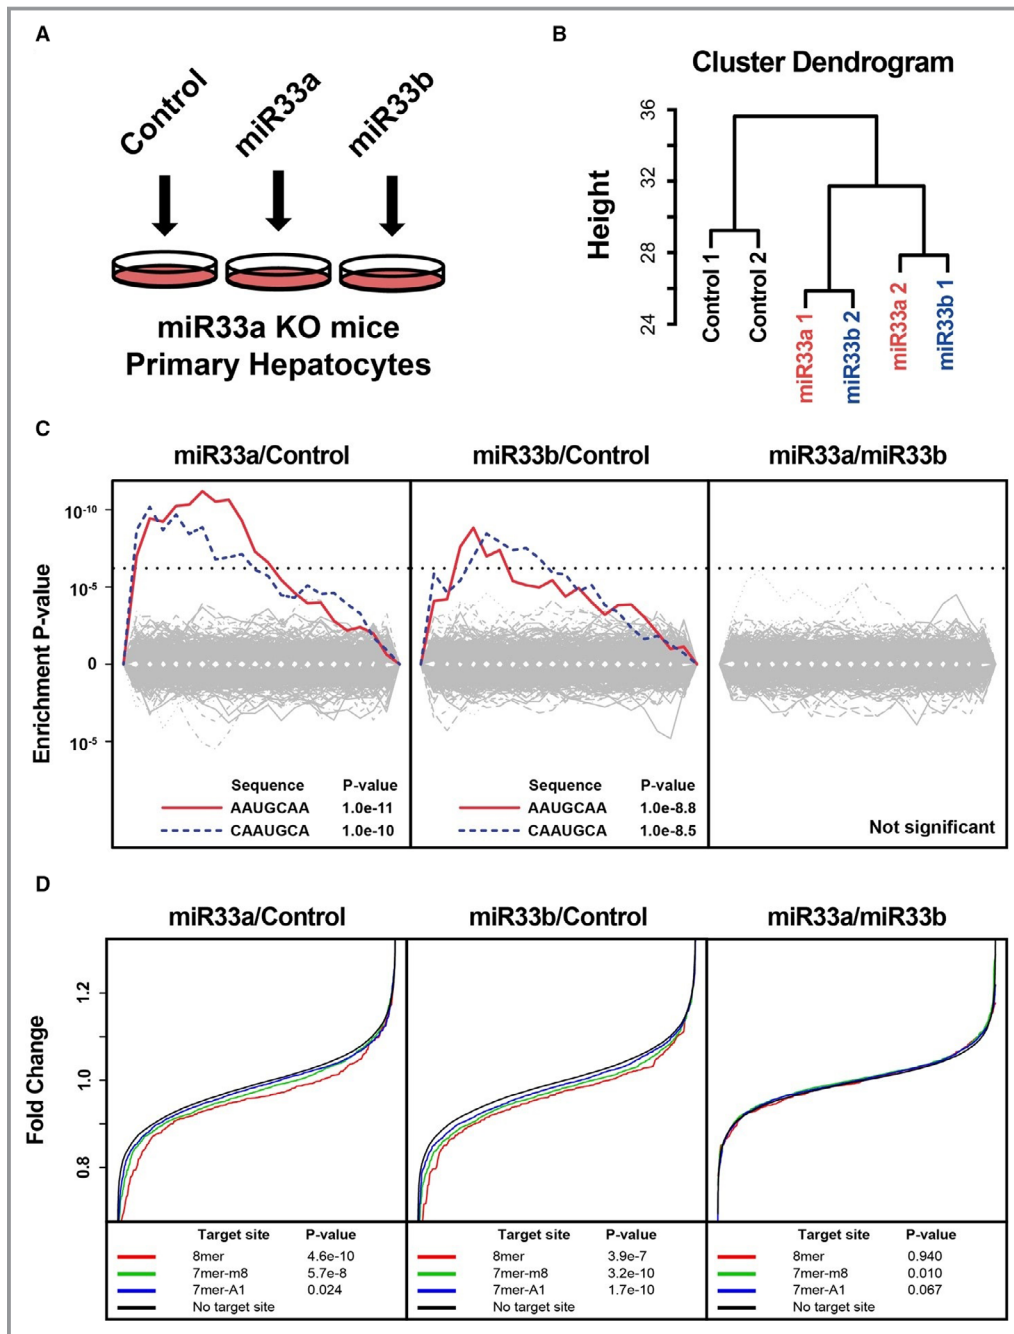 A
Control
miR33a
miR33b
miR33a KO mice
Primary Hepatocytes
B
Cluster Dendrogram
Height
36
32
28
24
Control 1
Control 2
miR33a 1
miR33b 2
miR33a 2
miR33b 1
C
miR33a/Control
miR33b/Control
miR33a/miR33b
Enrichment P-value
10-10
10-5
0
10-5
Sequence P-value
AAUGCAA 1.0e-11
CAAUGCA 1.0e-10
Sequence P-value
AAUGCAA 1.0e-8.8
CAAUGCA 1.0e-8.5
Not significant
D
miR33a/Control
miR33b/Control
miR33a/miR33b
Fold Change
1.2
1.0
0.8
Target site P-value
8mer 4.6e-10
7mer-m8 5.7e-8
7mer-A1 0.024
No target site
Target site P-value
8mer 3.9e-7
7mer-m8 3.2e-10
7mer-A1 1.7e-10
No target site
Target site P-value
8mer 0.940
7mer-m8 0.010
7mer-A1 0.067
No target site